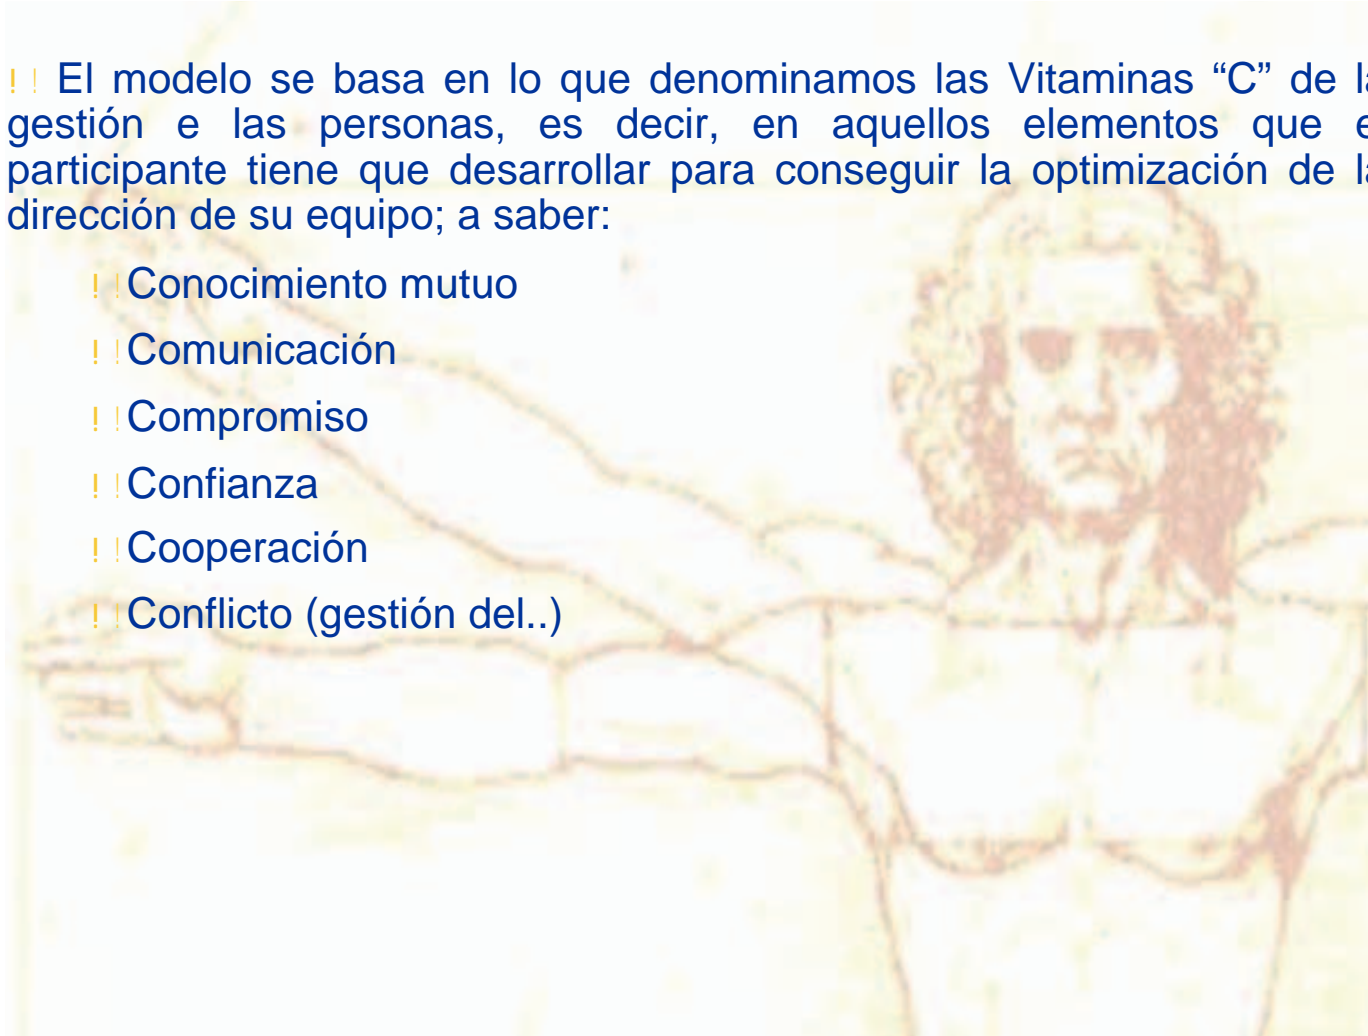 ! ! El modelo se basa en lo que denominamos las Vitaminas “C” de la
gestión e las personas, es decir, en aquellos elementos que e
participante tiene que desarrollar para conseguir la optimización de la
dirección de su equipo; a saber:
! ! Conocimiento mutuo
! ! Comunicación
! ! Compromiso
! ! Confianza
! ! Cooperación
! ! Conflicto (gestión del..)